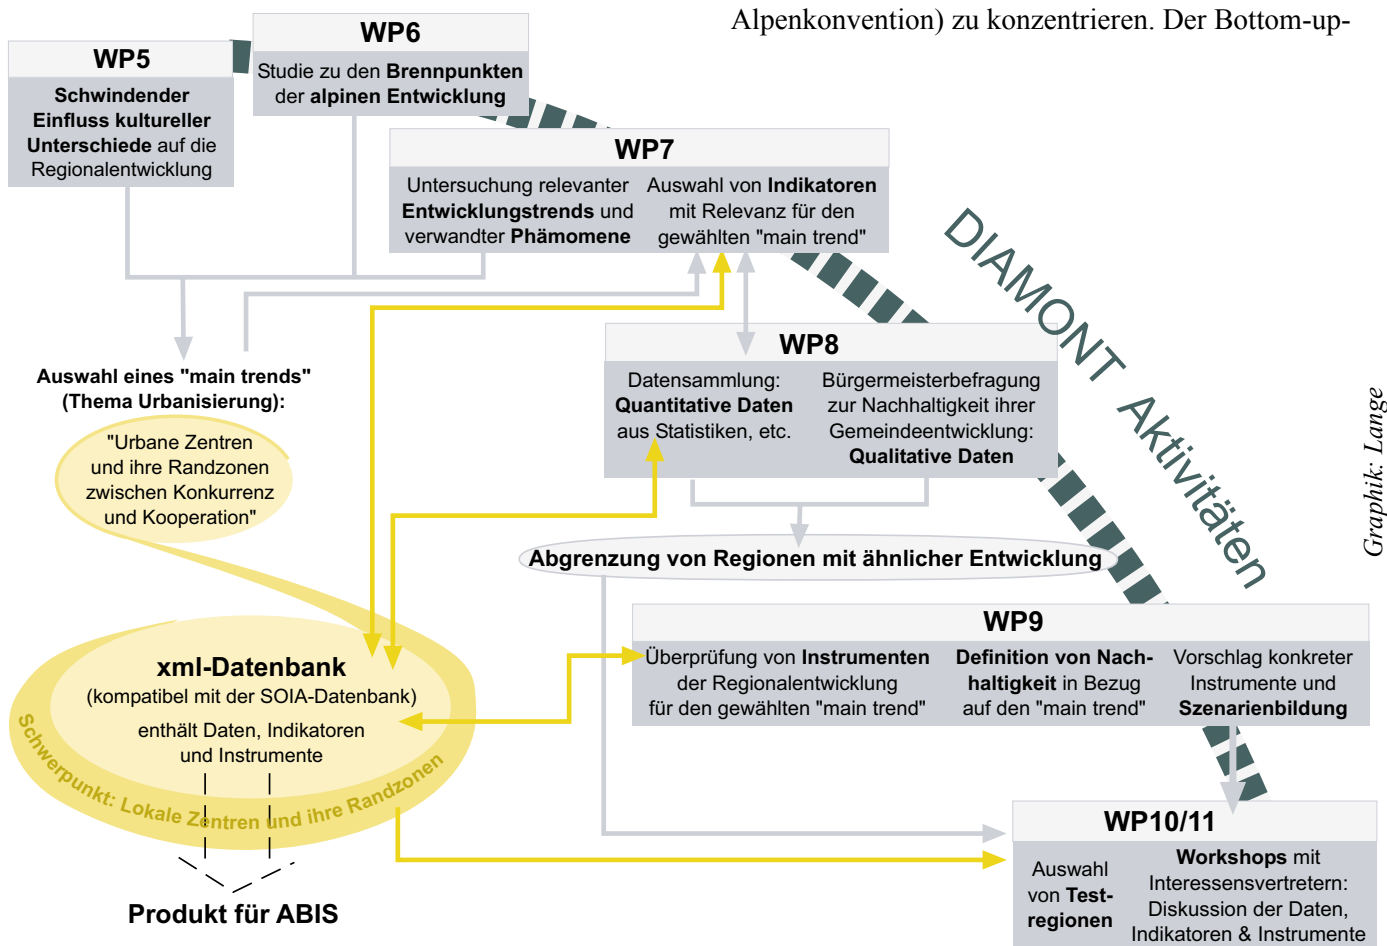 Alpenkonvention) zu konzentrieren. Der Bottom-up-
WP5
Schwindender
Einfluss kultureller
Unterschiede auf die
Regionalentwicklung
WP6
Studie zu den Brennpunkten
der alpinen Entwicklung
WP7
Untersuchung relevanter
Entwicklungstrends und
verwandter Phämomene
Auswahl von Indikatoren
mit Relevanz für den
gewählten "main trend"
DIAMONT Aktivitäten
Graphik: Lange
WP8
Datensammlung:
Quantitative Daten
aus Statistiken, etc.
Bürgermeisterbefragung
zur Nachhaltigkeit ihrer
Gemeindeentwicklung:
Qualitative Daten
Auswahl eines "main trends"
(Thema Urbanisierung):
"Urbane Zentren
und ihre Randzonen
zwischen Konkurrenz
und Kooperation"
Abgrenzung von Regionen mit ähnlicher Entwicklung
WP9
Überprüfung von Instrumenten
der Regionalentwicklung
für den gewählten "main trend"
Definition von Nach-
haltigkeit in Bezug
auf den "main trend"
Vorschlag konkreter
Instrumente und
Szenarienbildung
xml-Datenbank
(kompatibel mit der SOIA-Datenbank)
enthält Daten, Indikatoren
und Instrumente
Schwerpunkt: Lokale Zentren und ihre Randzonen
Produkt für ABIS
WP10/11
Auswahl
von Test-
regionen
Workshops mit
Interessensvertretern:
Diskussion der Daten,
Indikatoren & Instrumente